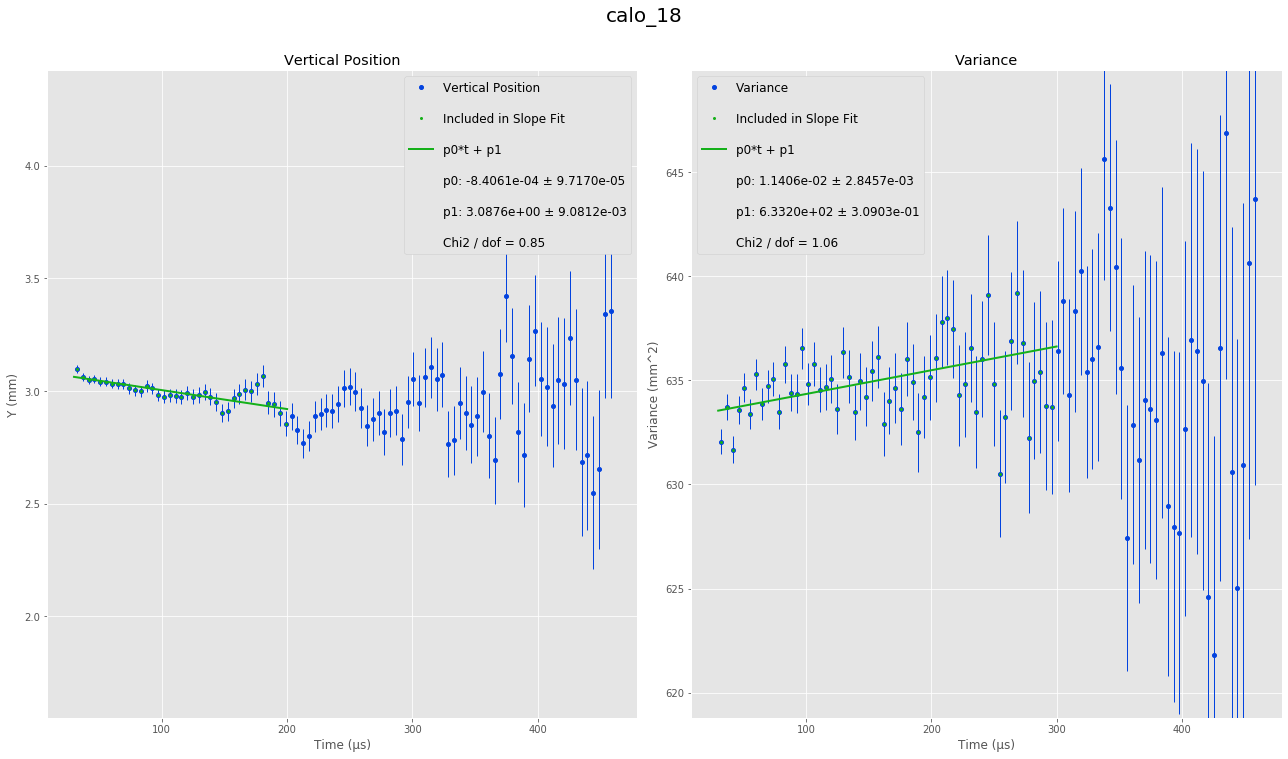 calo_18
Vertical Position
Vertical Position
Included in Slope Fit
p0*t + p1
p0: -8.4061e-04 ± 9.7170e-05
p1: 3.0876e+00 ± 9.0812e-03
Chi2 / dof = 0.85
4.0
3.5
3.0
2.5
2.0
Y (mm)
100
200
300
400
Time (μs)
Variance
Variance
Included in Slope Fit
p0*t + p1
p0: 1.1406e-02 ± 2.8457e-03
p1: 6.3320e+02 ± 3.0903e-01
Chi2 / dof = 1.06
645
640
635
630
625
620
Variance (mm^2)
100
200
300
400
Time (μs)